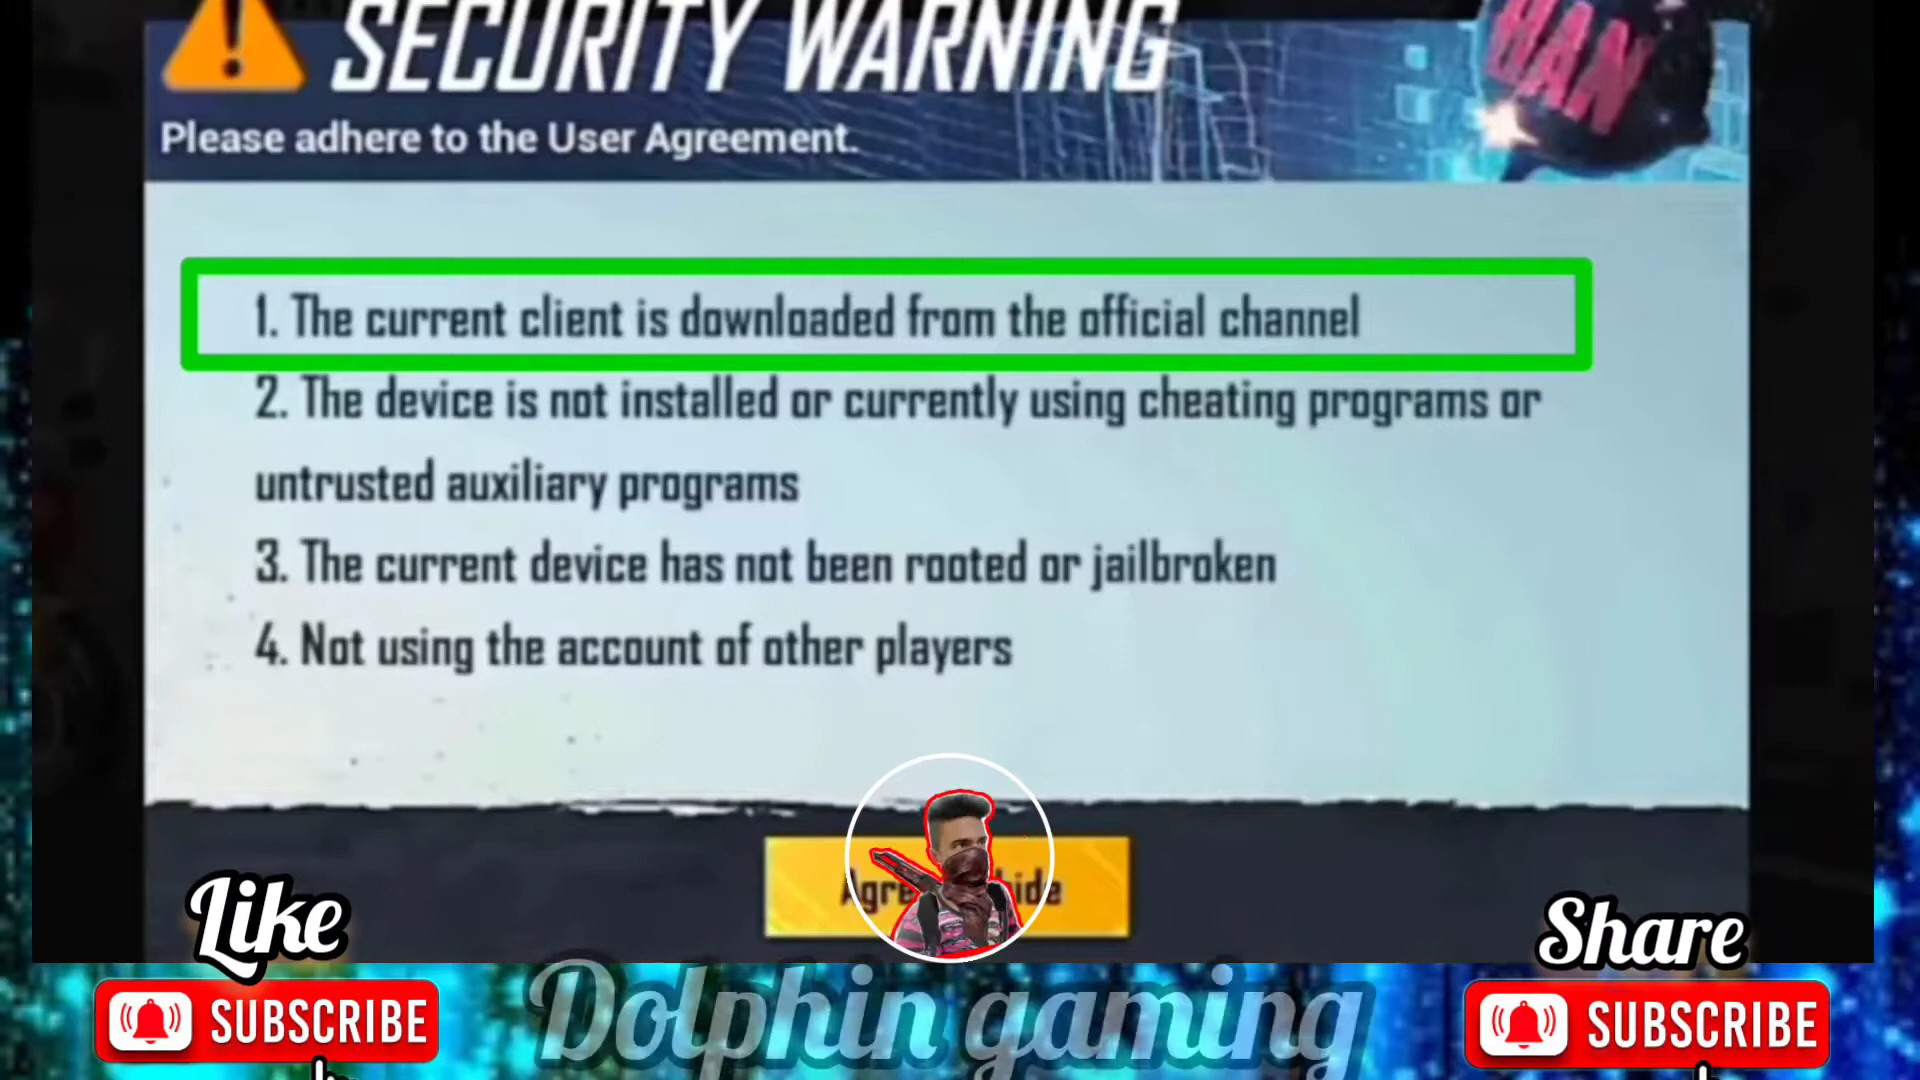 SECURITY WARNING
HAN
Please adhere to the User Agreement.
1. The current client is downloaded from the official channel
2. The device is not installed or currently using cheating programs or
untrusted auxiliary programs
3. The current device has not been rooted or jailbroken
4. Not using the account of other players
Like
Share
SUBSCRIBE
Dolphin gaming
SUBSCRIBE